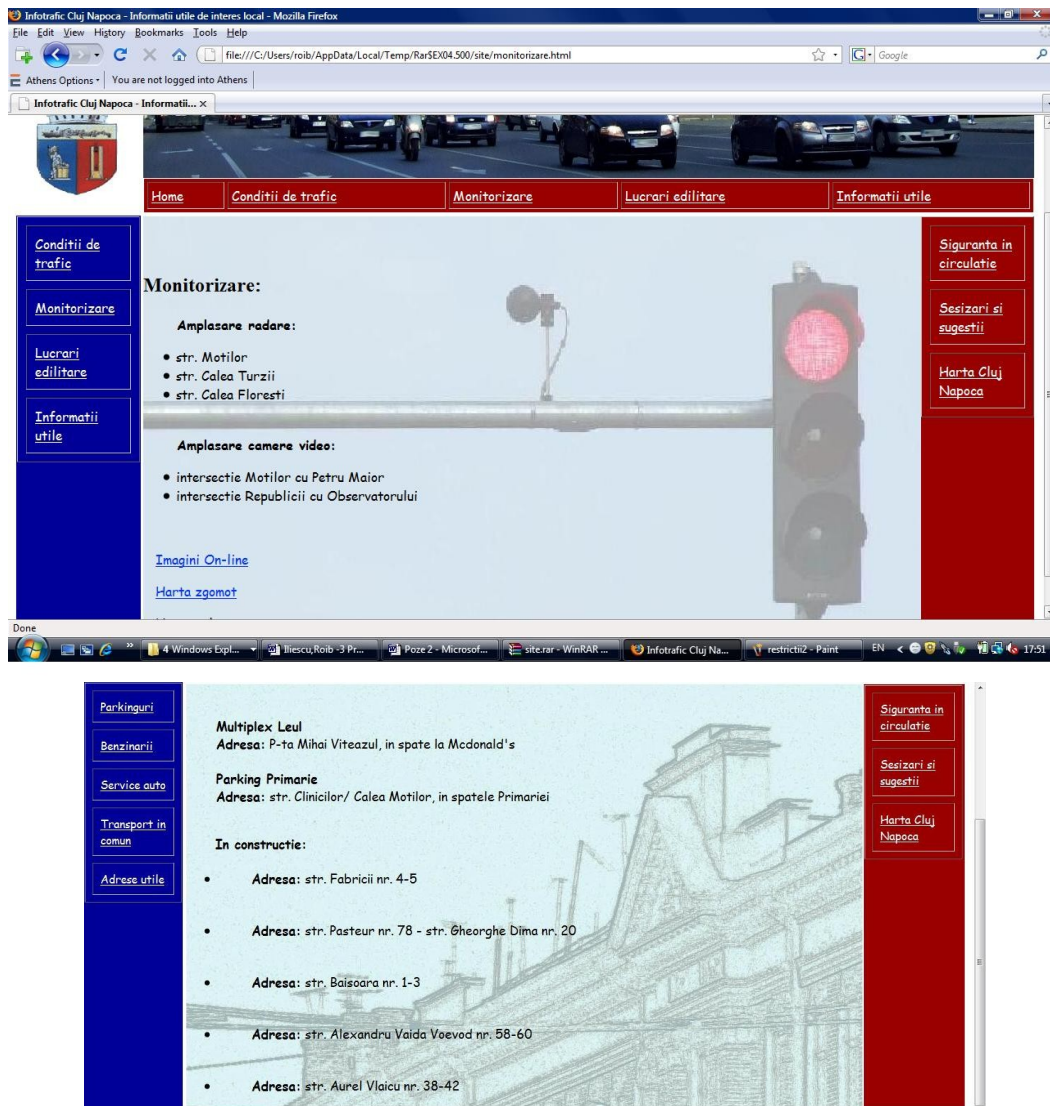 Infotrafic Cluj Napoca - Informatii utile de interes local - Mozilla Firefox
File Edit View History Bookmarks Tools Help
file:///C:/Users/roib/AppData/Local/Temp/Rar$EX04.500/site/monitorizare.html
Google
Athens Options You are not logged into Athens
Infotrafic Cluj Napoca - Informatii... ×
Home Conditii de trafic Monitorizare Lucrari edilitare Informatii utile
Conditii de
trafic
Monitorizare
Lucrari
edilitare
Informatii
utile
Monitorizare:
Amplasare radare:
• str. Motilor
• str. Calea Turzii
• str. Calea Floresti
Amplasare camere video:
• intersectie Motilor cu Petru Maior
• intersectie Republicii cu Observatorului
Imagini On-line
Harta zgomot
Siguranta in
circulatie
Sesizari si
sugestii
Harta Cluj
Napoca
Done
4 Windows Expl... Iliescu,Roib -3 Pr... Poze 2 - Microsof... site.rar - WinRAR ... Infotrafic Cluj Na... restrictii2 - Paint EN 17:51
Parkinguri
Benzinarii
Service auto
Transport in
comun
Adrese utile
Multiplex Leul
Adresa: P-ta Mihai Viteazul, in spate la Mcdonald's
Parking Primarie
Adresa: str. Clinicilor/ Calea Motilor, in spatele Primariei
In constructie:
• Adresa: str. Fabricii nr. 4-5
• Adresa: str. Pasteur nr. 78 - str. Gheorghe Dima nr. 20
• Adresa: str. Baisoara nr. 1-3
• Adresa: str. Alexandru Vaida Voevod nr. 58-60
• Adresa: str. Aurel Vlaicu nr. 38-42
Siguranta in
circulatie
Sesizari si
sugestii
Harta Cluj
Napoca